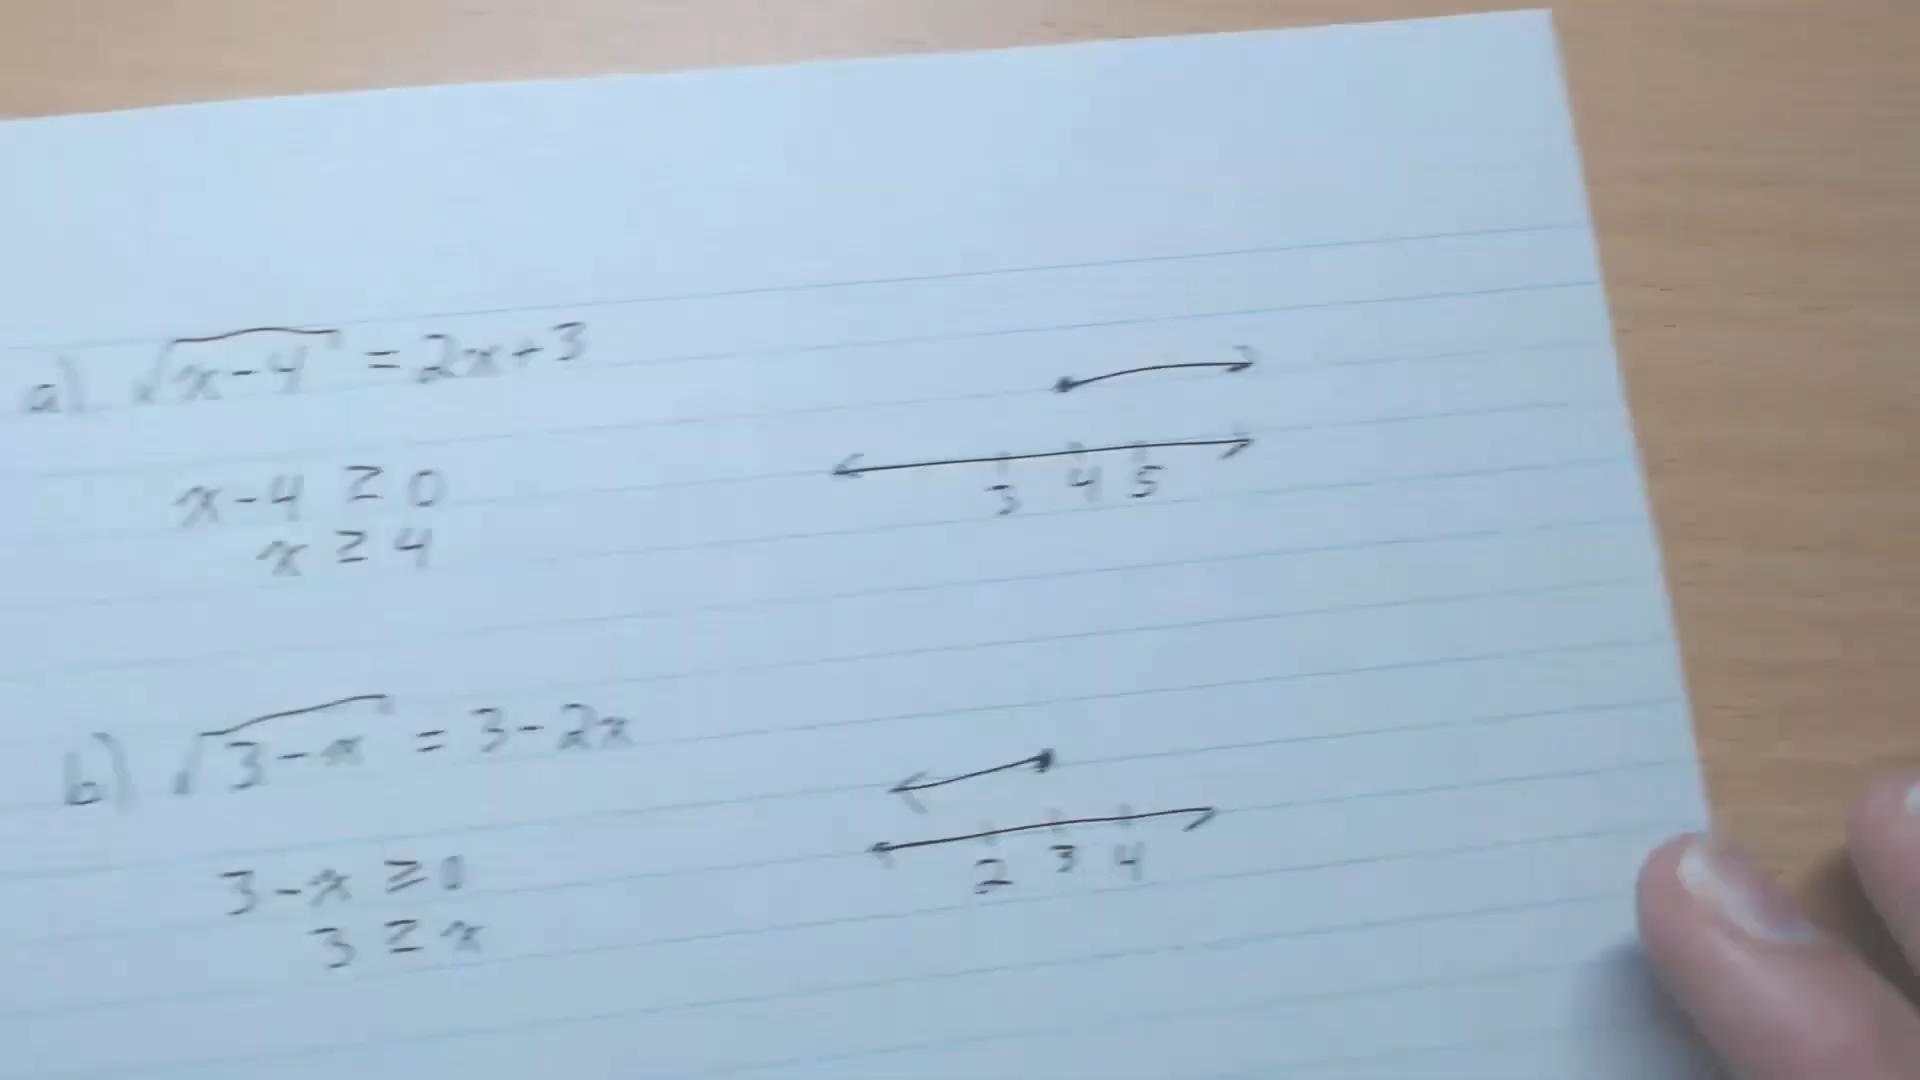 a) √x-4 = 2x+3
x-4 ≥ 0
x ≥ 4
3 4 5
b) √3-x = 3-2x
3-x ≥ 0
3 ≥ x
2 3 4